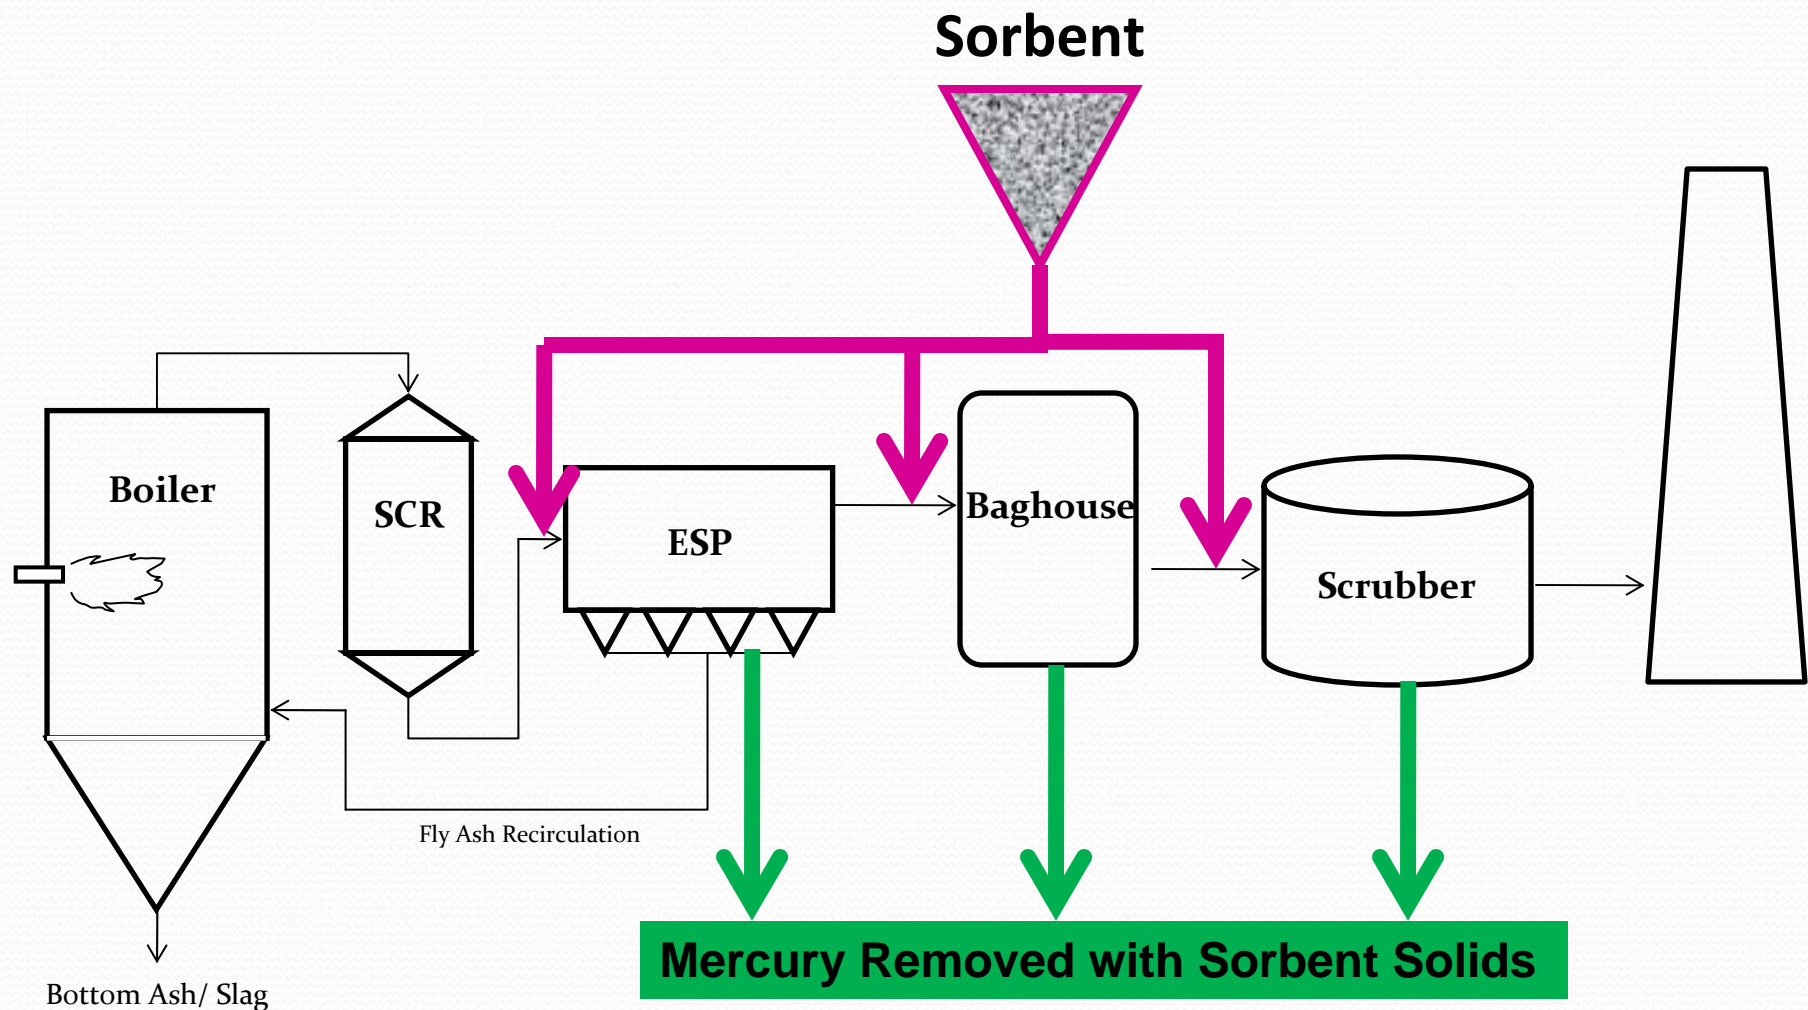 Sorbent
Boiler
SCR
ESP
Baghouse
Scrubber
Fly Ash Recirculation
Mercury Removed with Sorbent Solids
Bottom Ash/ Slag